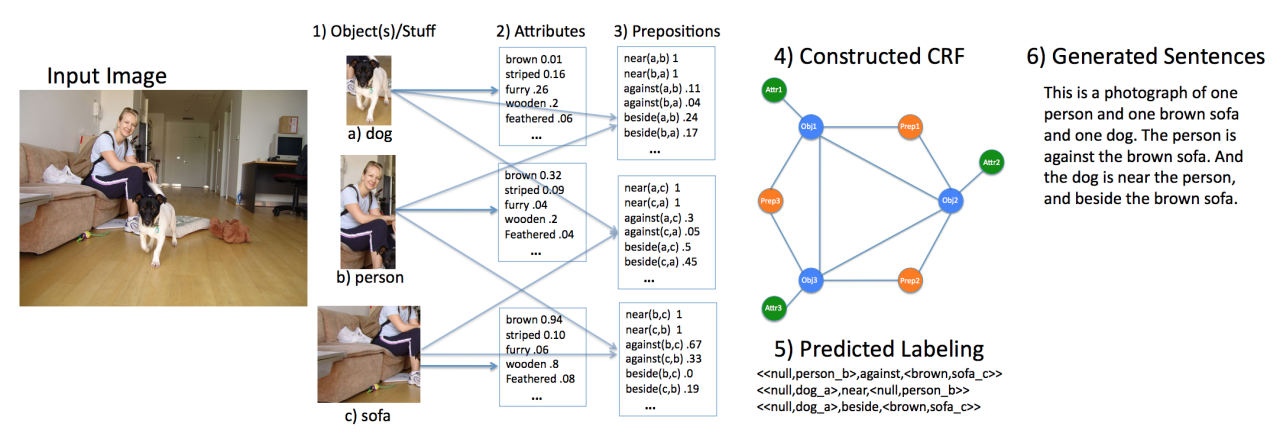 Input Image
1) Object(s)/Stuff
a) dog
b) person
c) sofa
2) Attributes
brown 0.01
striped 0.16
furry .26
wooden .2
feathered .06
...
brown 0.32
striped 0.09
furry .04
wooden .2
Feathered .04
...
brown 0.94
striped 0.10
furry .06
wooden .8
Feathered .08
...
3) Prepositions
near(a,b) 1
near(b,a) 1
against(a,b) .11
against(b,a) .04
beside(a,b) .24
beside(b,a) .17
...
near(a,c) 1
near(c,a) 1
against(a,c) .3
against(c,a) .05
beside(a,c) .5
beside(c,a) .45
...
near(b,c) 1
near(c,b) 1
against(b,c) .67
against(c,b) .33
beside(b,c) .0
beside(c,b) .19
...
4) Constructed CRF
Attr1
Obj1
Prep1
Attr2
Prep3
Obj2
Obj3
Prep2
Attr3
5) Predicted Labeling
<<null,person_b>,against,<brown,sofa_c>>
<<null,dog_a>,near,<null,person_b>>
<<null,dog_a>,beside,<brown,sofa_c>>
6) Generated Sentences
This is a photograph of one
person and one brown sofa
and one dog. The person is
against the brown sofa. And
the dog is near the person,
and beside the brown sofa.